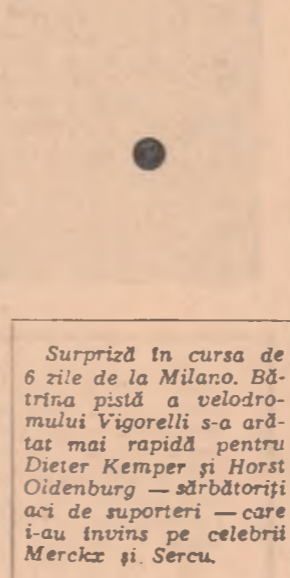 Surpriză în cursa de
6 zile de la Milano. Bă-
trîna pistă a velodro-
mului Vigorelli s-a ară-
tat mai rapidă pentru
Dieter Kemper și Horst
Oldenburg — sărbătoriți
aci de suporteri — care
i-au învins pe celebrii
Merckx și. Sercu.